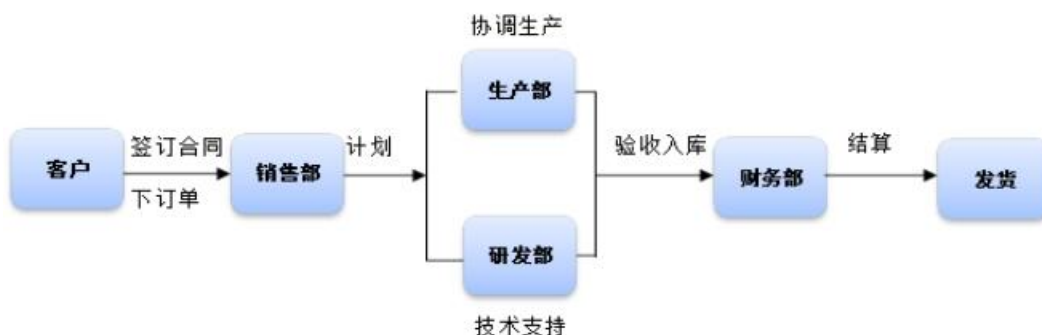 协调生产
生产部
客户
签订合同
下订单
销售部
计划
验收入库
财务部
结算
发货
研发部
技术支持